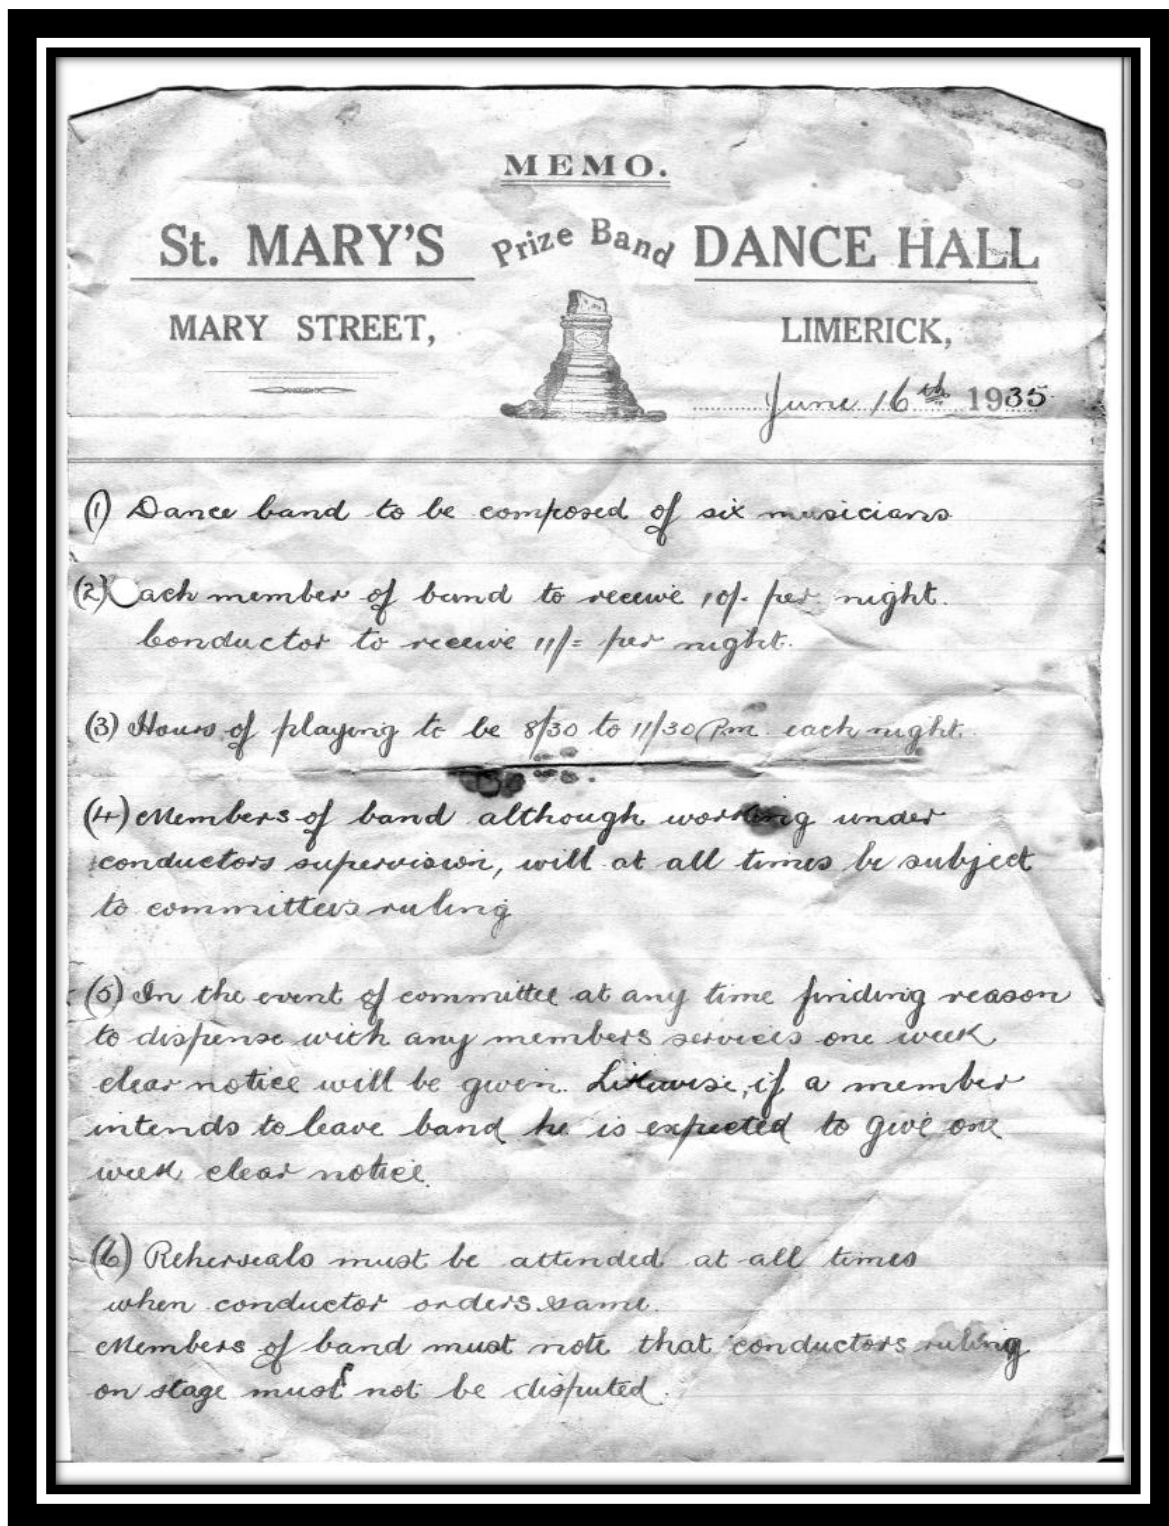 MEMO.
St. MARY'S Prize Band DANCE HALL
MARY STREET, LIMERICK,
June 16th 1935
(1) Dance band to be composed of six musicians
(2) Each member of band to receive 10/- per night.
Conductor to receive 11/= per night.
(3) Hours of playing to be 8/30 to 11/30 P.m. each night.
(4) Members of band although working under
conductors supervision, will at all times be subject
to committees ruling
(5) In the event of committee at any time finding reason
to dispense with any members services one week
clear notice will be given. Likewise, if a member
intends to leave band he is expected to give one
week clear notice.
(6) Reherseals must be attended at all times
when conductor orders same.
Members of band must note that conductors ruling
on stage must not be disputed.